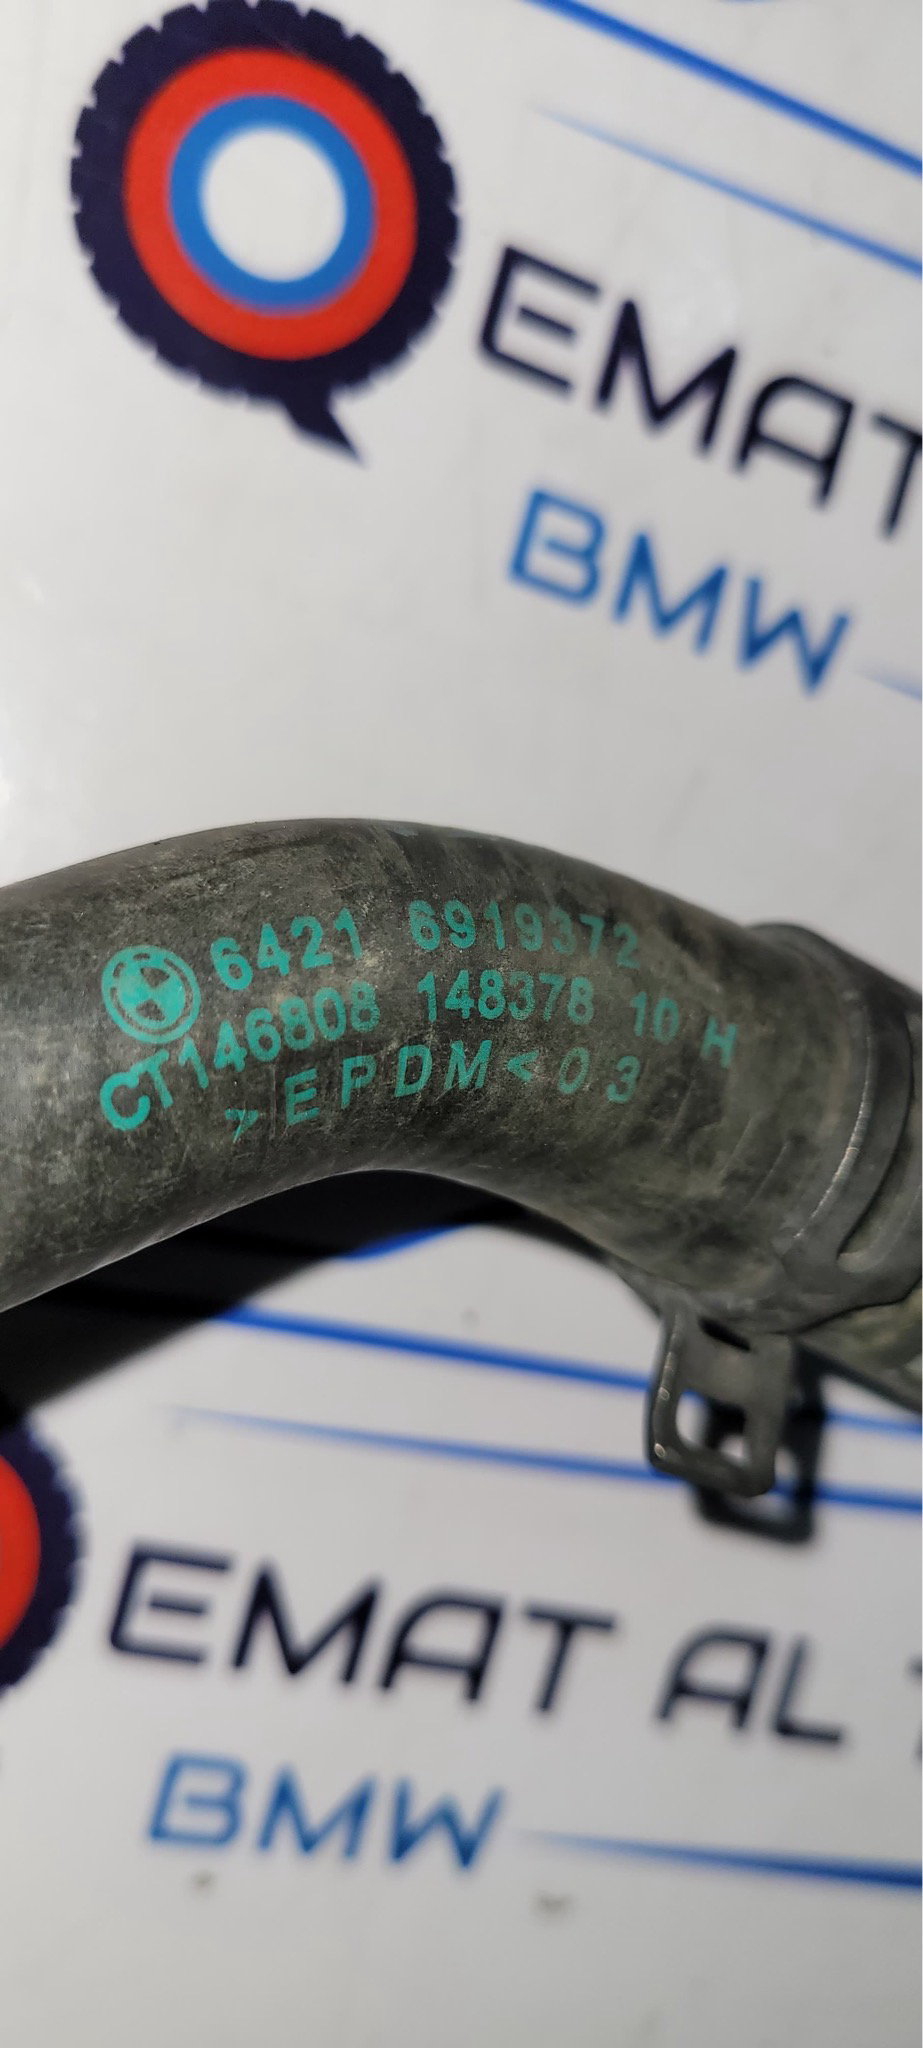 EMAT
BMW
6421 6919372
CT146808 148378 10 H
>EPDM< 03
EMAT AL
BMW